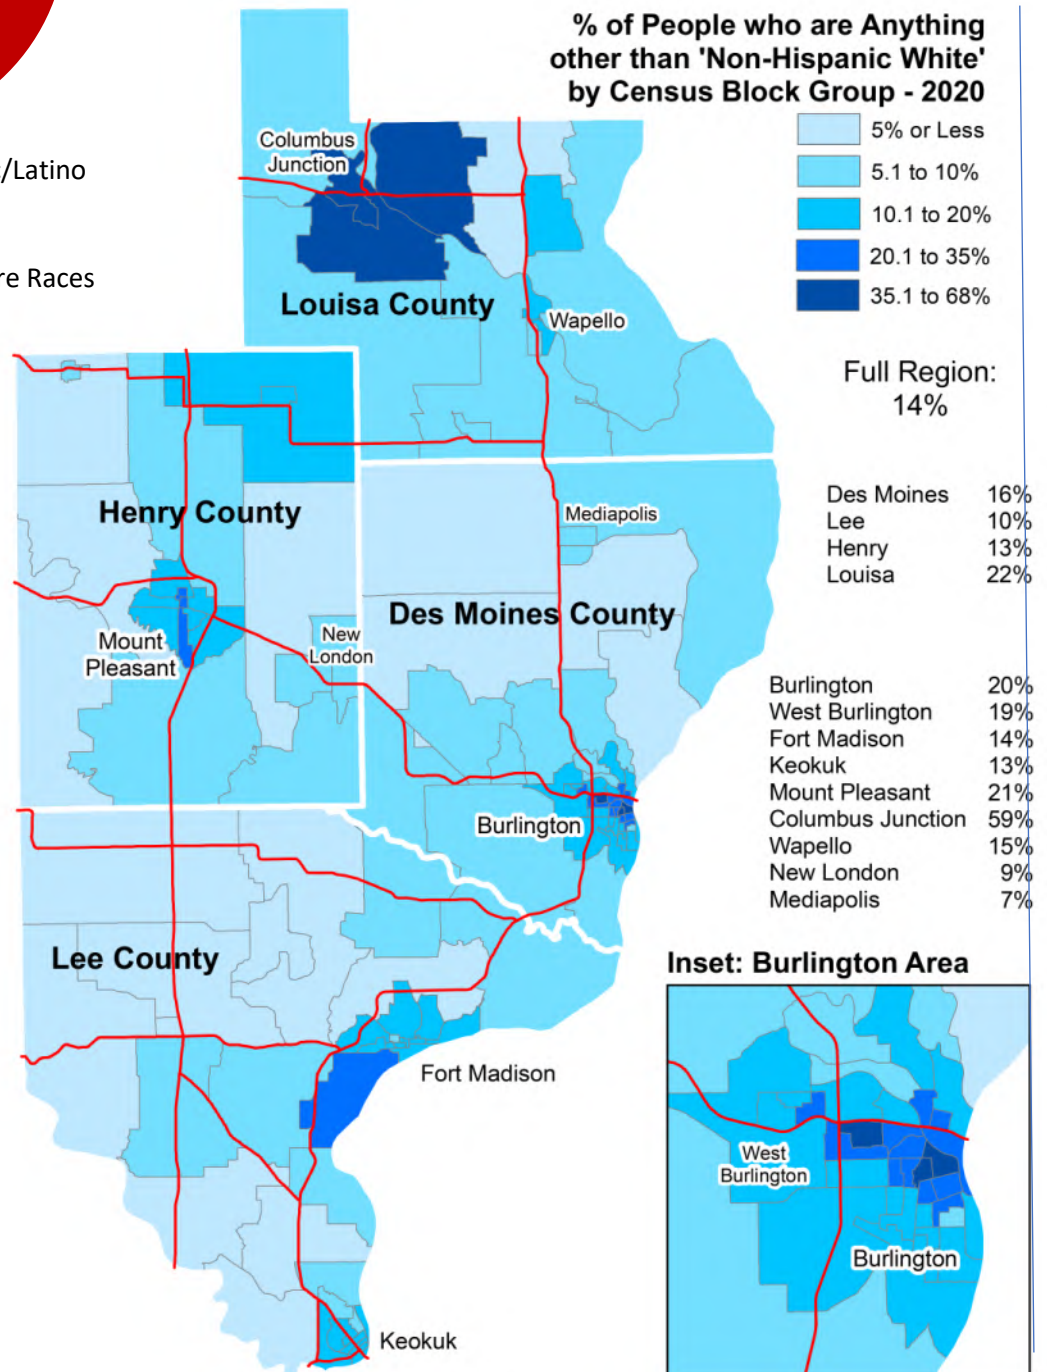 % of People who are Anything
other than 'Non-Hispanic White'
by Census Block Group - 2020
5% or Less
5.1 to 10%
10.1 to 20%
20.1 to 35%
35.1 to 68%
/Latino
re Races
Columbus
Junction
Louisa County
Wapello
Full Region:
14%
Des Moines 16%
Lee 10%
Henry 13%
Louisa 22%
Henry County
Mediapolis
Des Moines County
Mount
Pleasant
New
London
Burlington 20%
West Burlington 19%
Fort Madison 14%
Keokuk 13%
Mount Pleasant 21%
Columbus Junction 59%
Wapello 15%
New London 9%
Mediapolis 7%
Burlington
Lee County
Fort Madison
Keokuk
Inset: Burlington Area
West
Burlington
Burlington